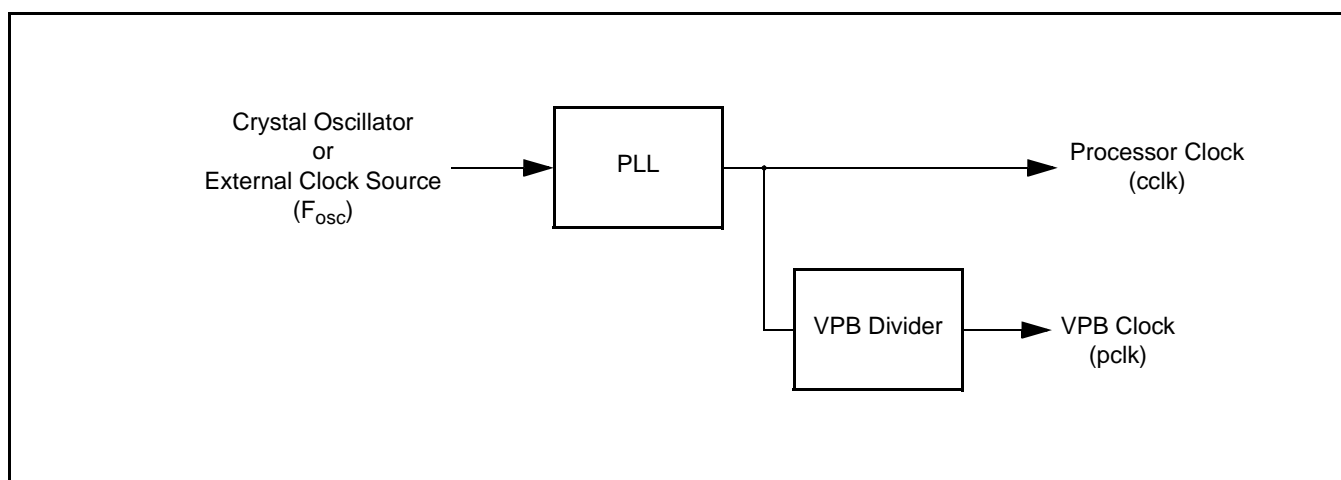 Crystal Oscillator
or
External Clock Source
(Fosc)
PLL
Processor Clock
(cclk)
VPB Divider
VPB Clock
(pclk)